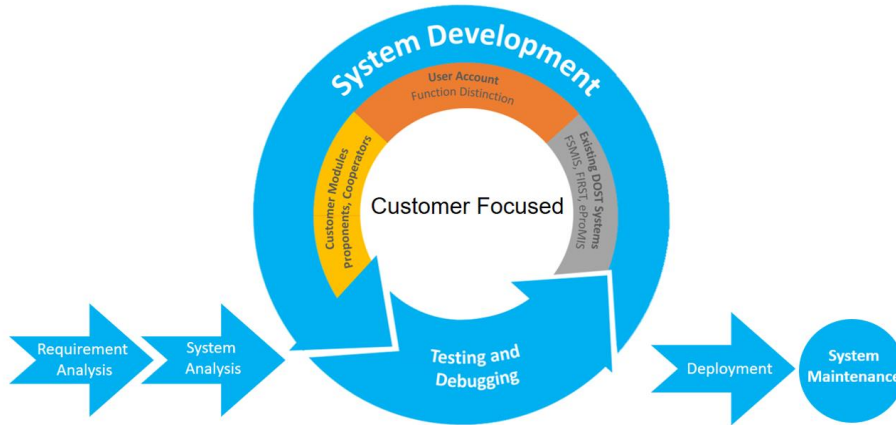 System Development
User Account
Function Distinction
Customer Modules
Proponents, Cooperators
Existing DOST Systems
FSMIS, FIRST, eProMIS
Customer Focused
Requirement
Analysis
System
Analysis
Testing and
Debugging
Deployment
System
Maintenance